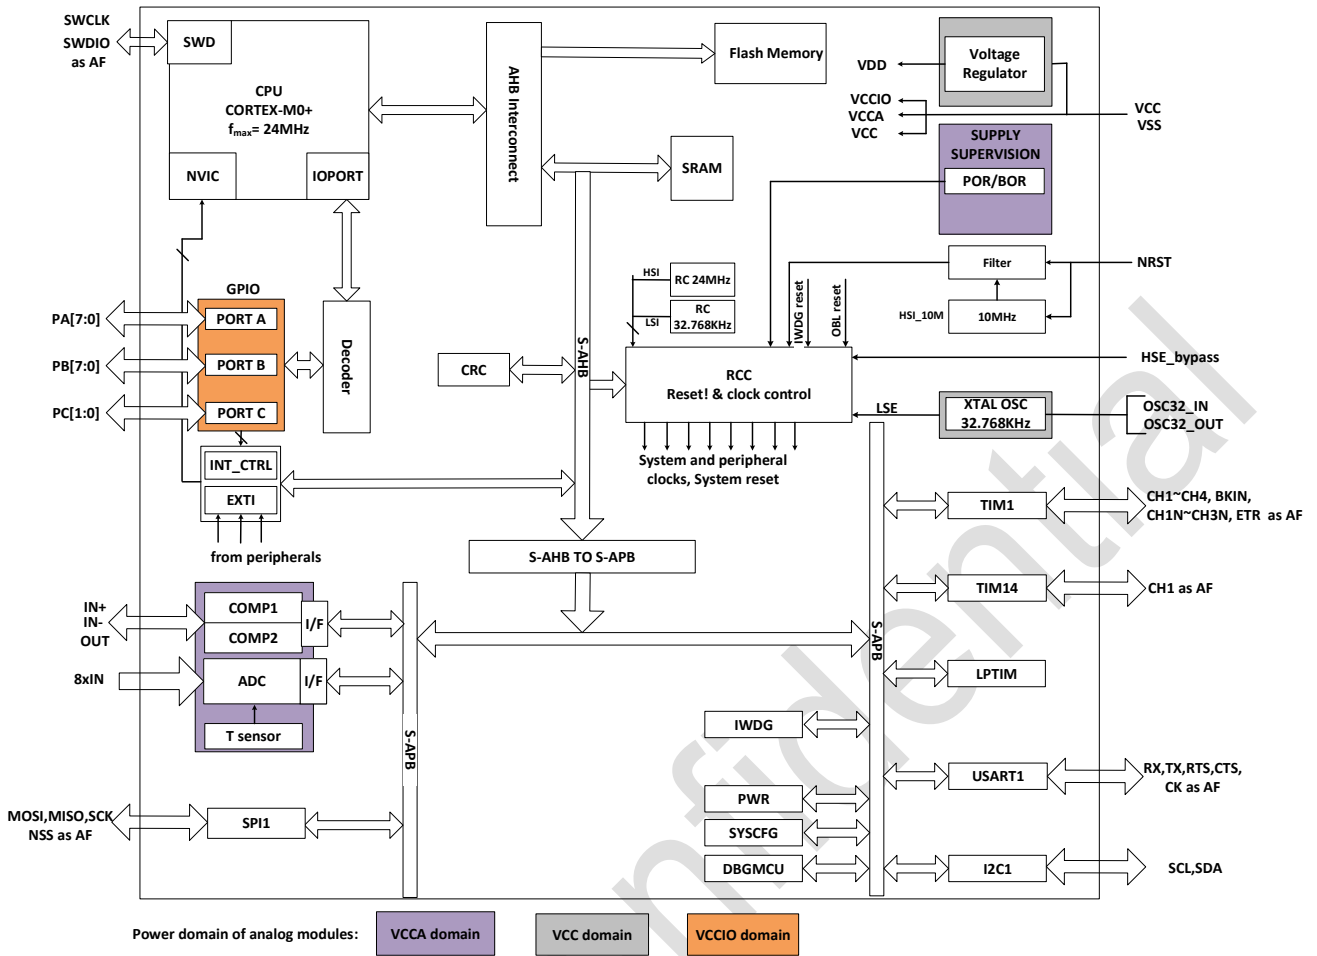 SWCLK
SWDIO
as AF
SWD
CPU
CORTEX-M0+
fmax= 24MHz
NVIC
IOPORT
AHB Interconnect
Flash Memory
SRAM
Voltage
Regulator
VDD
VCCIO
VCCA
VCC
VCC
VSS
SUPPLY
SUPERVISION
POR/BOR
Filter
NRST
HSI_10M
10MHz
GPIO
PA[7:0]
PORT A
PB[7:0]
PORT B
PC[1:0]
PORT C
Decoder
INT_CTRL
EXTI
from peripherals
CRC
S-AHB
HSI
RC 24MHz
LSI
RC
32.768KHz
IWDG reset
OBL reset
RCC
Reset! & clock control
HSE_bypass
LSE
XTAL OSC
32.768KHz
OSC32_IN
OSC32_OUT
System and peripheral
clocks, System reset
S-AHB TO S-APB
IN+
IN-
OUT
COMP1
COMP2
I/F
8xIN
ADC
I/F
T sensor
S-APB
MOSI,MISO,SCK
NSS as AF
SPI1
S-APB
TIM1
CH1~CH4, BKIN,
CH1N~CH3N, ETR as AF
TIM14
CH1 as AF
LPTIM
IWDG
USART1
RX,TX,RTS,CTS,
CK as AF
PWR
SYSCFG
DBGMCU
I2C1
SCL,SDA
Power domain of analog modules:
VCCA domain
VCC domain
VCCIO domain
nfidential